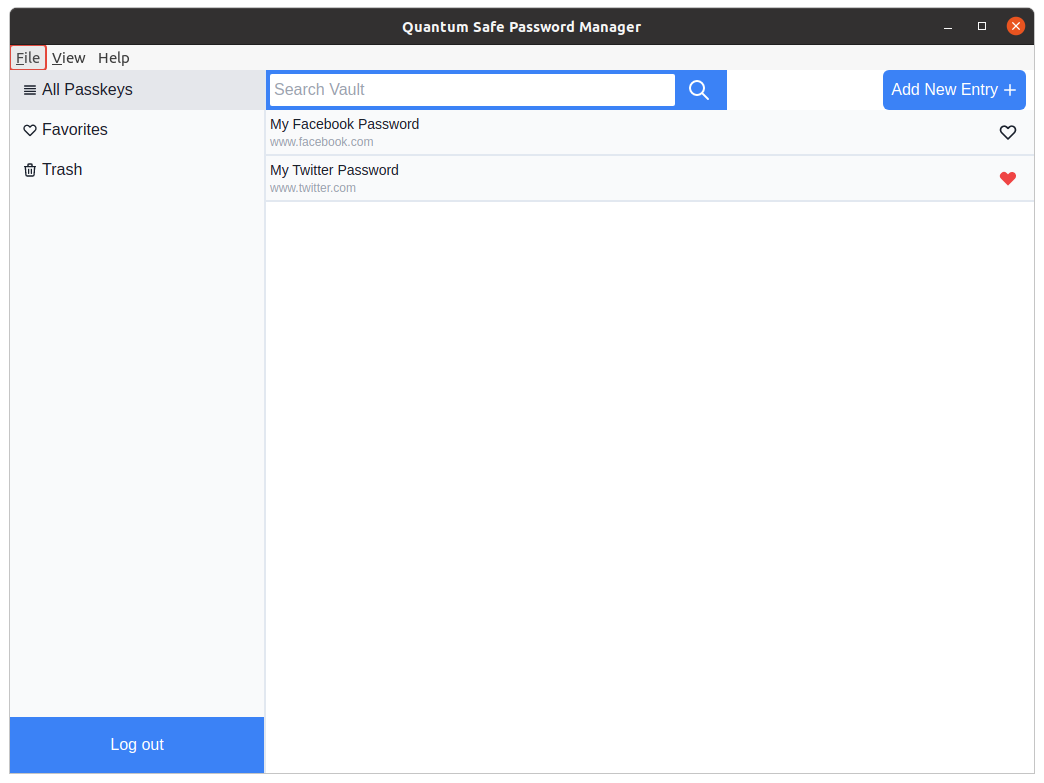 Quantum Safe Password Manager
File View Help
All Passkeys
Search Vault
Add New Entry
Favorites
Trash
My Facebook Password
www.facebook.com
My Twitter Password
www.twitter.com
Log out